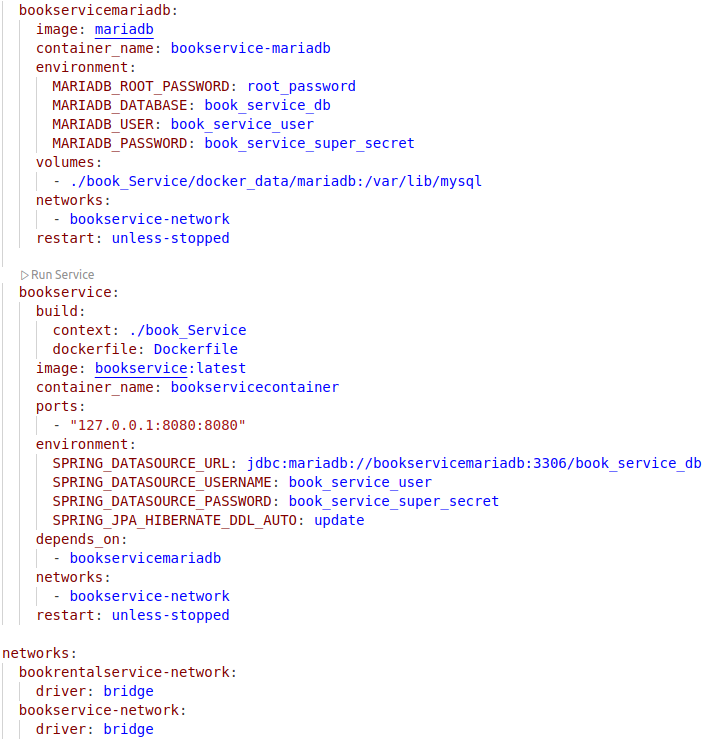 bookservicemariadb:
image: mariadb
container_name: bookservice-mariadb
environment:
MARIADB_ROOT_PASSWORD: root_password
MARIADB_DATABASE: book_service_db
MARIADB_USER: book_service_user
MARIADB_PASSWORD: book_service_super_secret
volumes:
- ./book_Service/docker_data/mariadb:/var/lib/mysql
networks:
- bookservice-network
restart: unless-stopped
Run Service
bookservice:
build:
context: ./book_Service
dockerfile: Dockerfile
image: bookservice:latest
container_name: bookservicecontainer
ports:
- "127.0.0.1:8080:8080"
environment:
SPRING_DATASOURCE_URL: jdbc:mariadb://bookservicemariadb:3306/book_service_db
SPRING_DATASOURCE_USERNAME: book_service_user
SPRING_DATASOURCE_PASSWORD: book_service_super_secret
SPRING_JPA_HIBERNATE_DDL_AUTO: update
depends_on:
- bookservicemariadb
networks:
- bookservice-network
restart: unless-stopped
networks:
bookrentalservice-network:
driver: bridge
bookservice-network:
driver: bridge